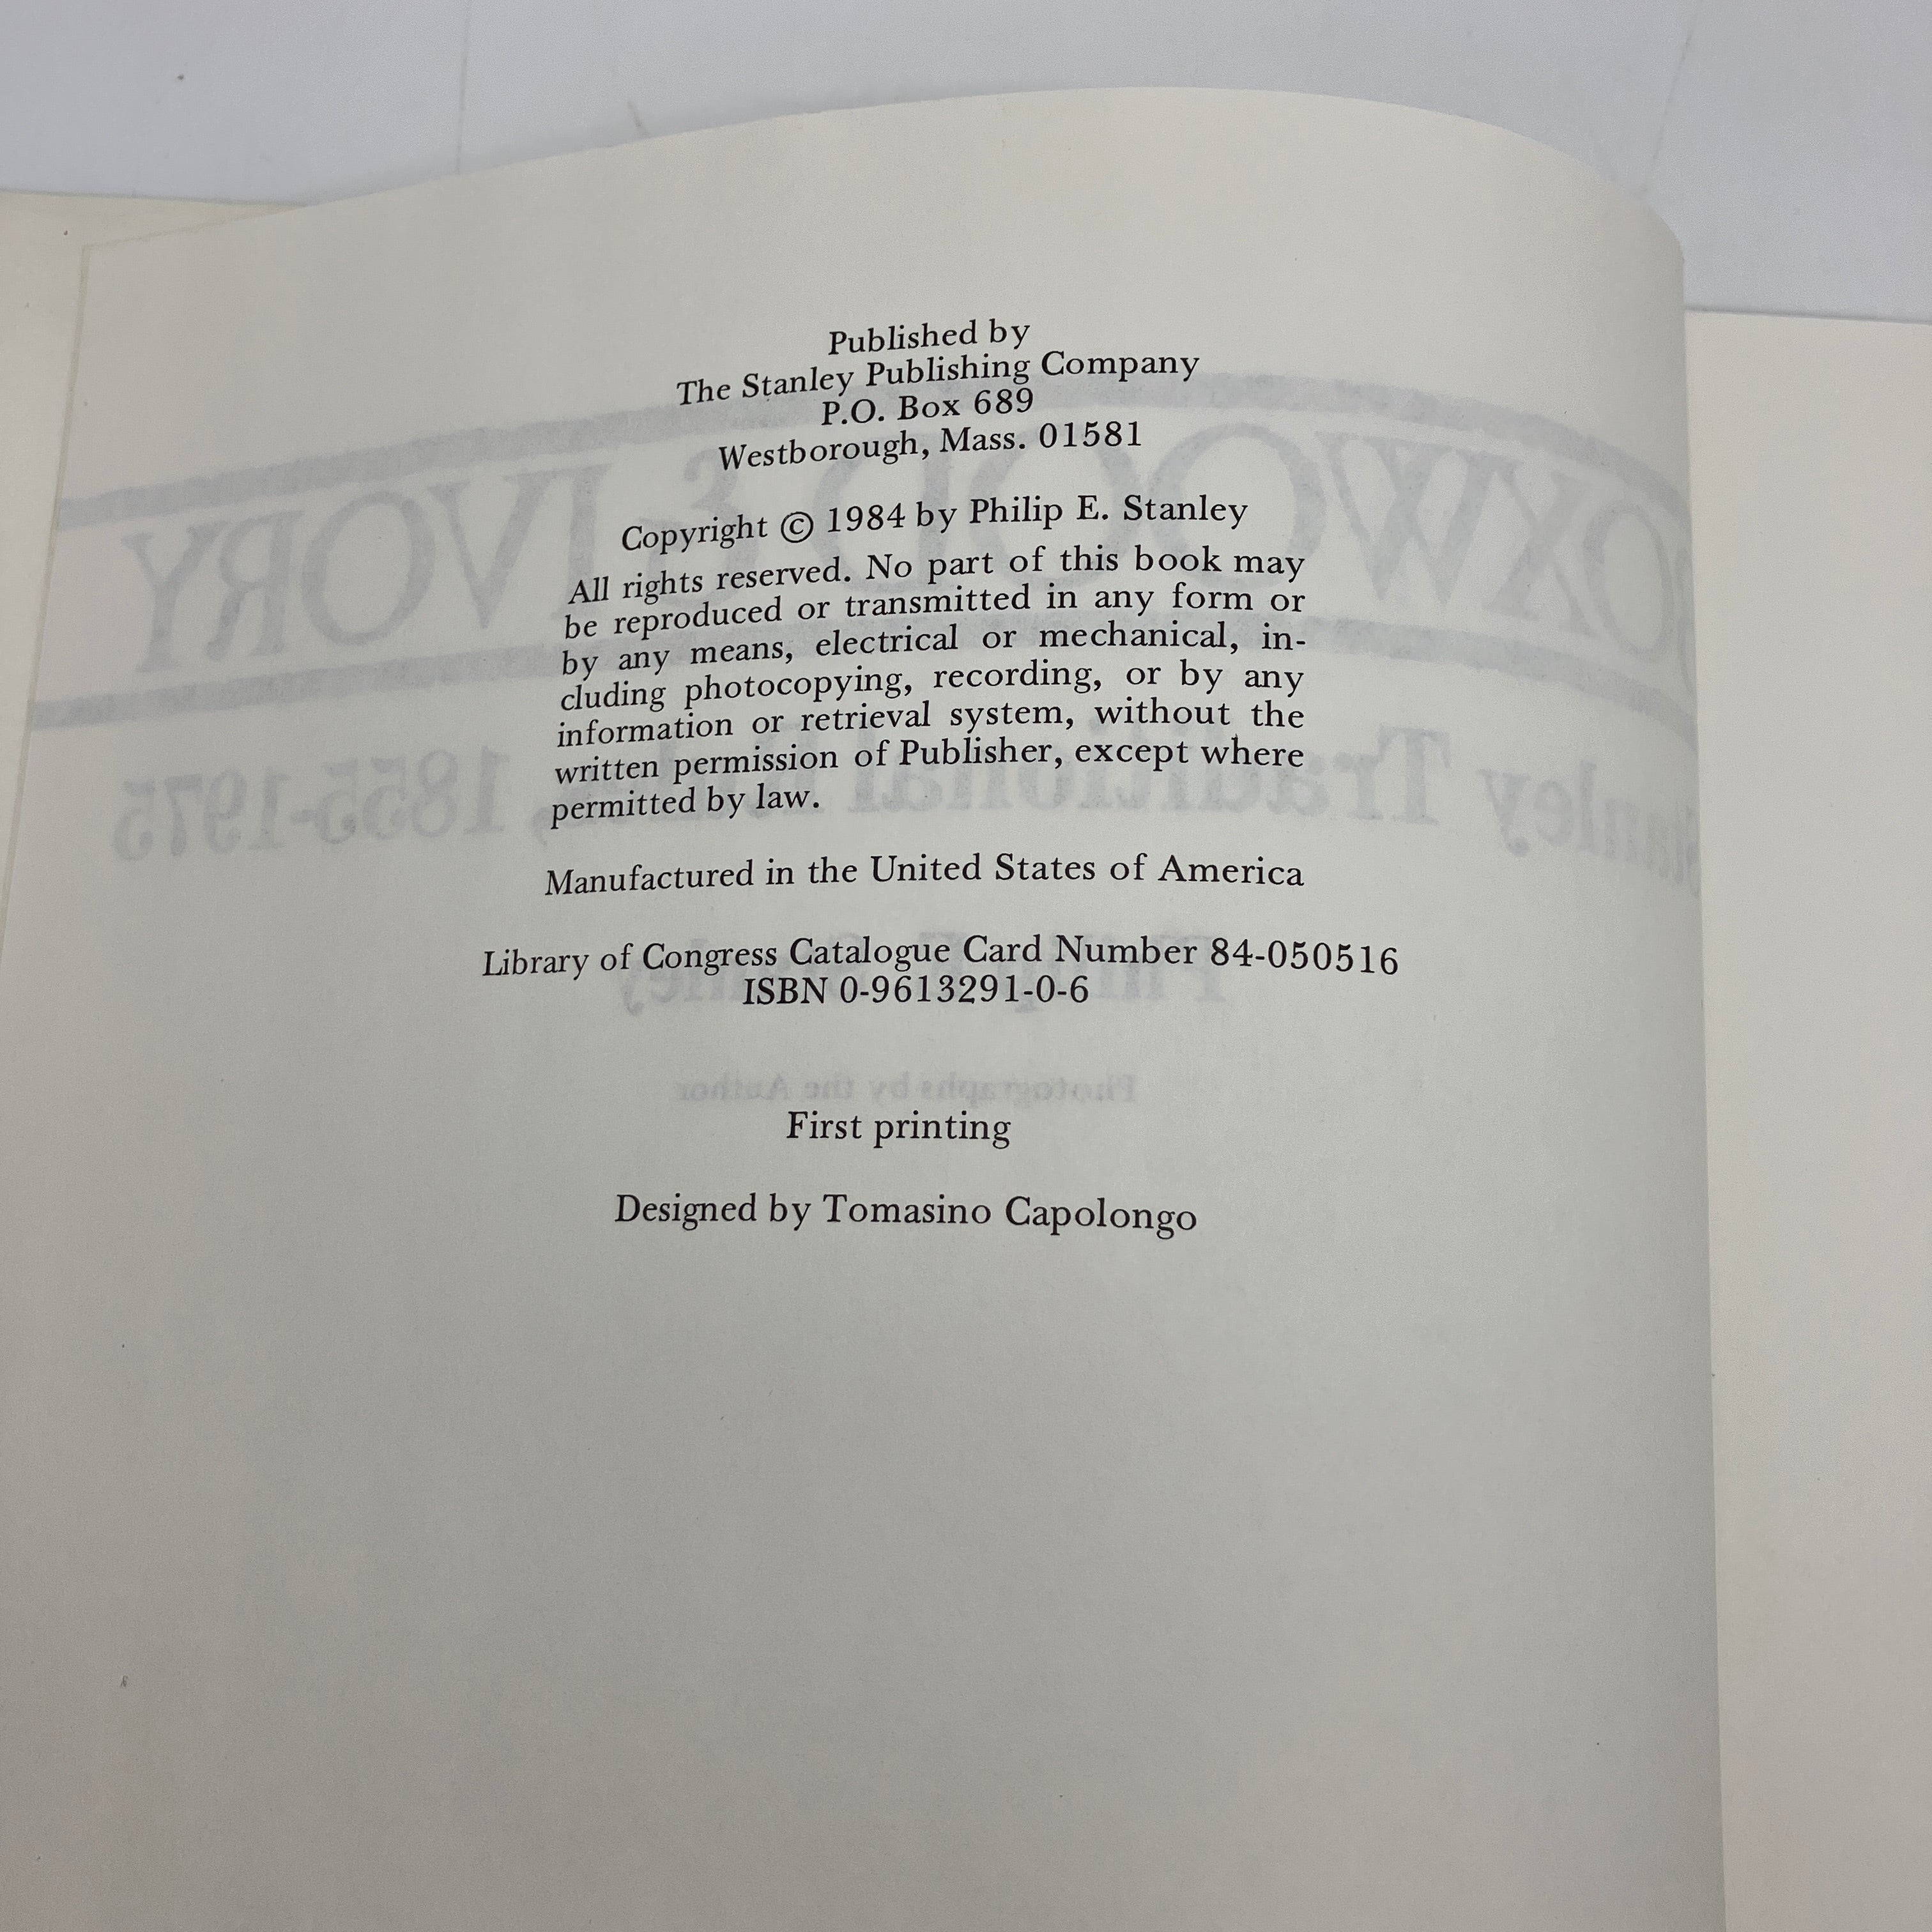 Published by
The Stanley Publishing Company
P.O. Box 689
Westborough, Mass. 01581
Copyright © 1984 by Philip E. Stanley
All rights reserved. No part of this book may
be reproduced or transmitted in any form or
by any means, electrical or mechanical, in-
cluding photocopying, recording, or by any
information or retrieval system, without the
written permission of Publisher, except where
permitted by law.
Manufactured in the United States of America
Library of Congress Catalogue Card Number 84-050516
ISBN 0-9613291-0-6
First printing
Designed by Tomasino Capolongo